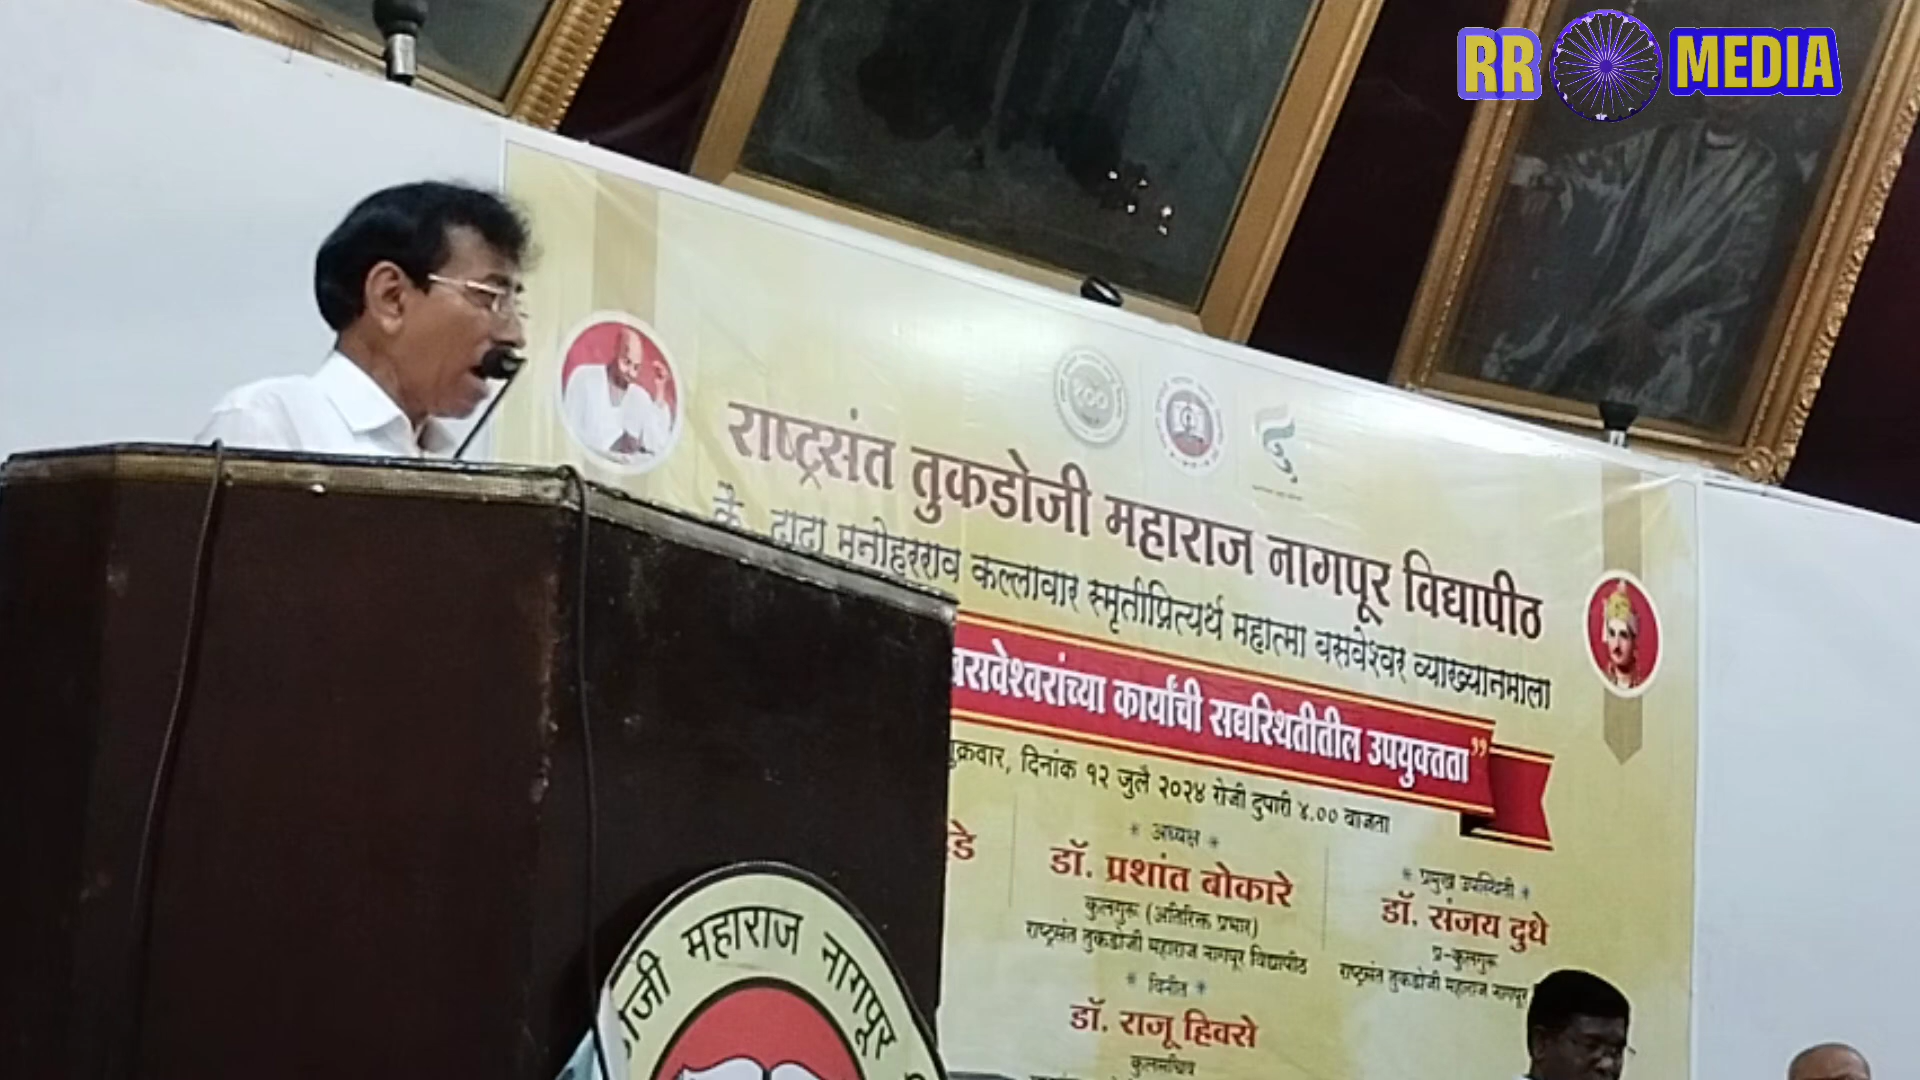 RR MEDIA
राष्ट्रसंत तुकडोजी महाराज नागपूर विद्यापीठ
कै. दादा मनोहरराव कल्लावार स्मृतीप्रित्यर्थ महात्मा बसवेश्वर व्याख्यानमाला
बसवेश्वरांच्या कार्यांची सद्यस्थितीतील उपयुक्तता”
दिनांक १२ जुलै २०२४ रोजी दुपारी ४.०० वाजता
* अध्यक्ष *
डॉ. प्रशांत बोकारे
कुलगुरू (अतिरिक्त प्रभार)
राष्ट्रसंत तुकडोजी महाराज नागपूर विद्यापीठ
* प्रमुख उपस्थिती *
डॉ. संजय दुधे
प्र-कुलगुरू
राष्ट्रसंत तुकडोजी महाराज नागपूर
* विनीत *
डॉ. राजू हिवसे
कुलसचिव
महाराज नागपूर